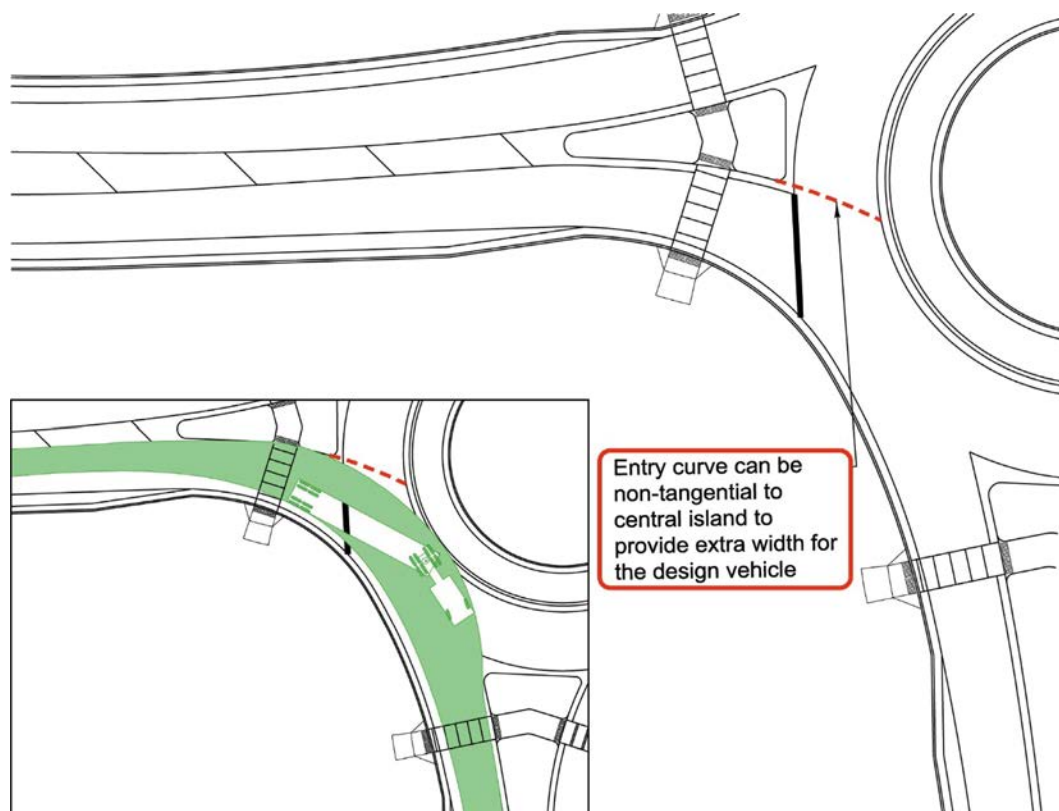 Entry curve can be
non-tangential to
central island to
provide extra width for
the design vehicle